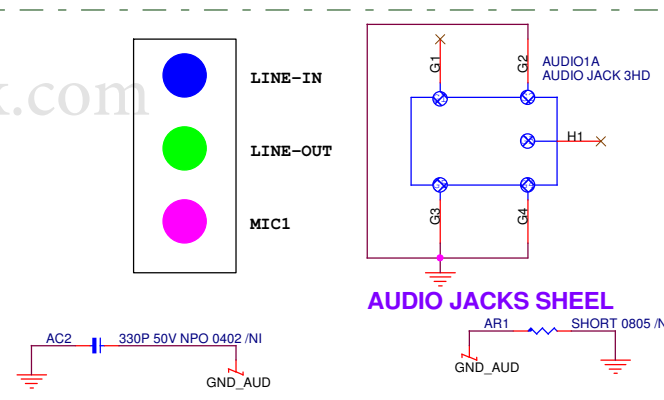 G1
G2
AUDIO1A
AUDIO JACK 3HD
x.com
LINE-IN
H1
LINE-OUT
G3
G4
MIC1
AUDIO JACKS SHEEL
AC2
330P 50V NPO 0402 /NI
GND_AUD
AR1
SHORT 0805 /N
GND_AUD